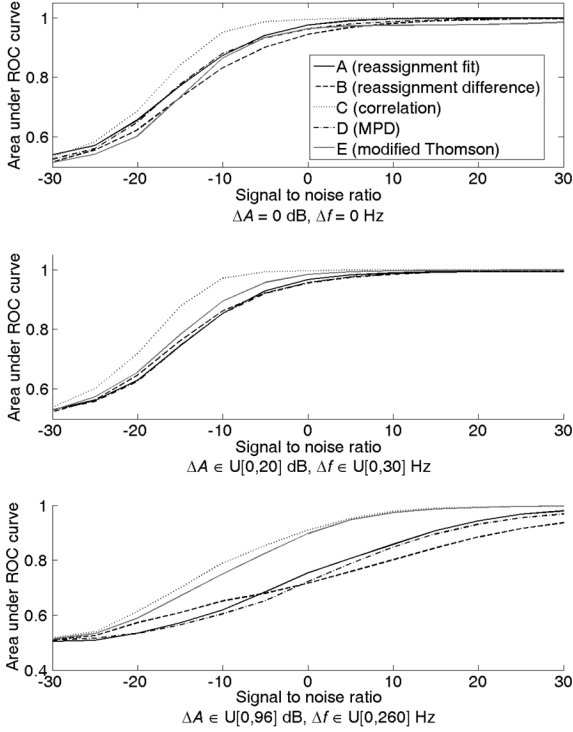 Area under ROC curve
1
0.8
0.6
A (reassignment fit)
B (reassignment difference)
C (correlation)
D (MPD)
E (modified Thomson)
-30 -20 -10 0 10 20 30
Signal to noise ratio
ΔA = 0 dB, Δf = 0 Hz
Area under ROC curve
1
0.8
0.6
-30 -20 -10 0 10 20 30
Signal to noise ratio
ΔA ∈ U[0,20] dB, Δf ∈ U[0,30] Hz
Area under ROC curve
1
0.8
0.6
0.4
-30 -20 -10 0 10 20 30
Signal to noise ratio
ΔA ∈ U[0,96] dB, Δf ∈ U[0,260] Hz